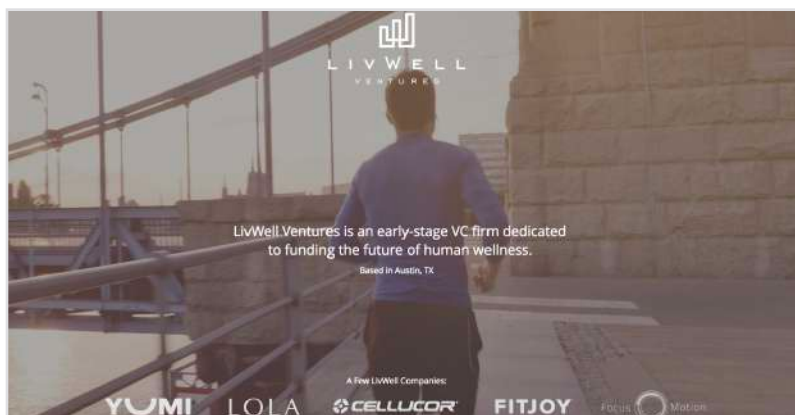 LIVWELL
VENTURES
LivWell Ventures is an early-stage VC firm dedicated
to funding the future of human wellness.
Based in Austin, TX
A Few LivWell Companies:
YUMI LOLA CELLUCOR FITJOY Focus Motion